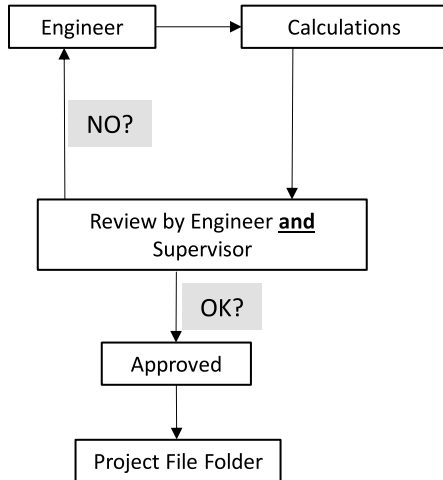 Engineer
Calculations
NO?
Review by Engineer and
Supervisor
OK?
Approved
Project File Folder